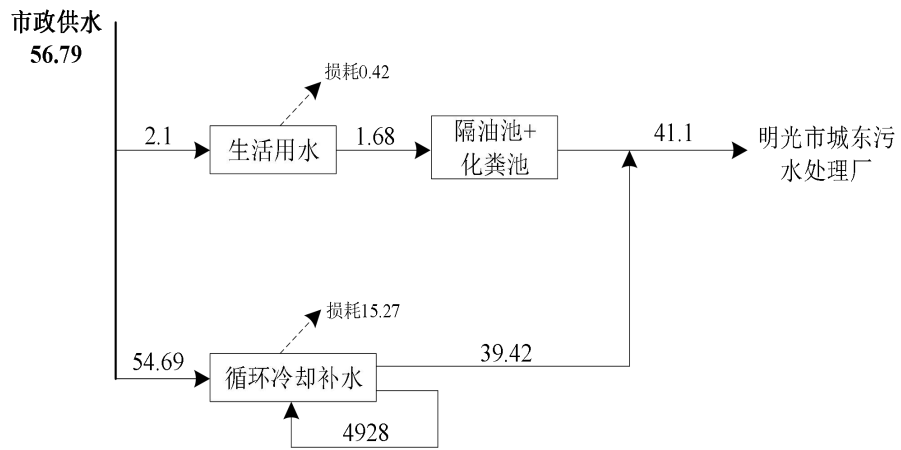 市政供水
56.79
损耗0.42
2.1
生活用水
1.68
隔油池+
化粪池
41.1
明光市城东污
水处理厂
损耗15.27
54.69
循环冷却补水
39.42
4928